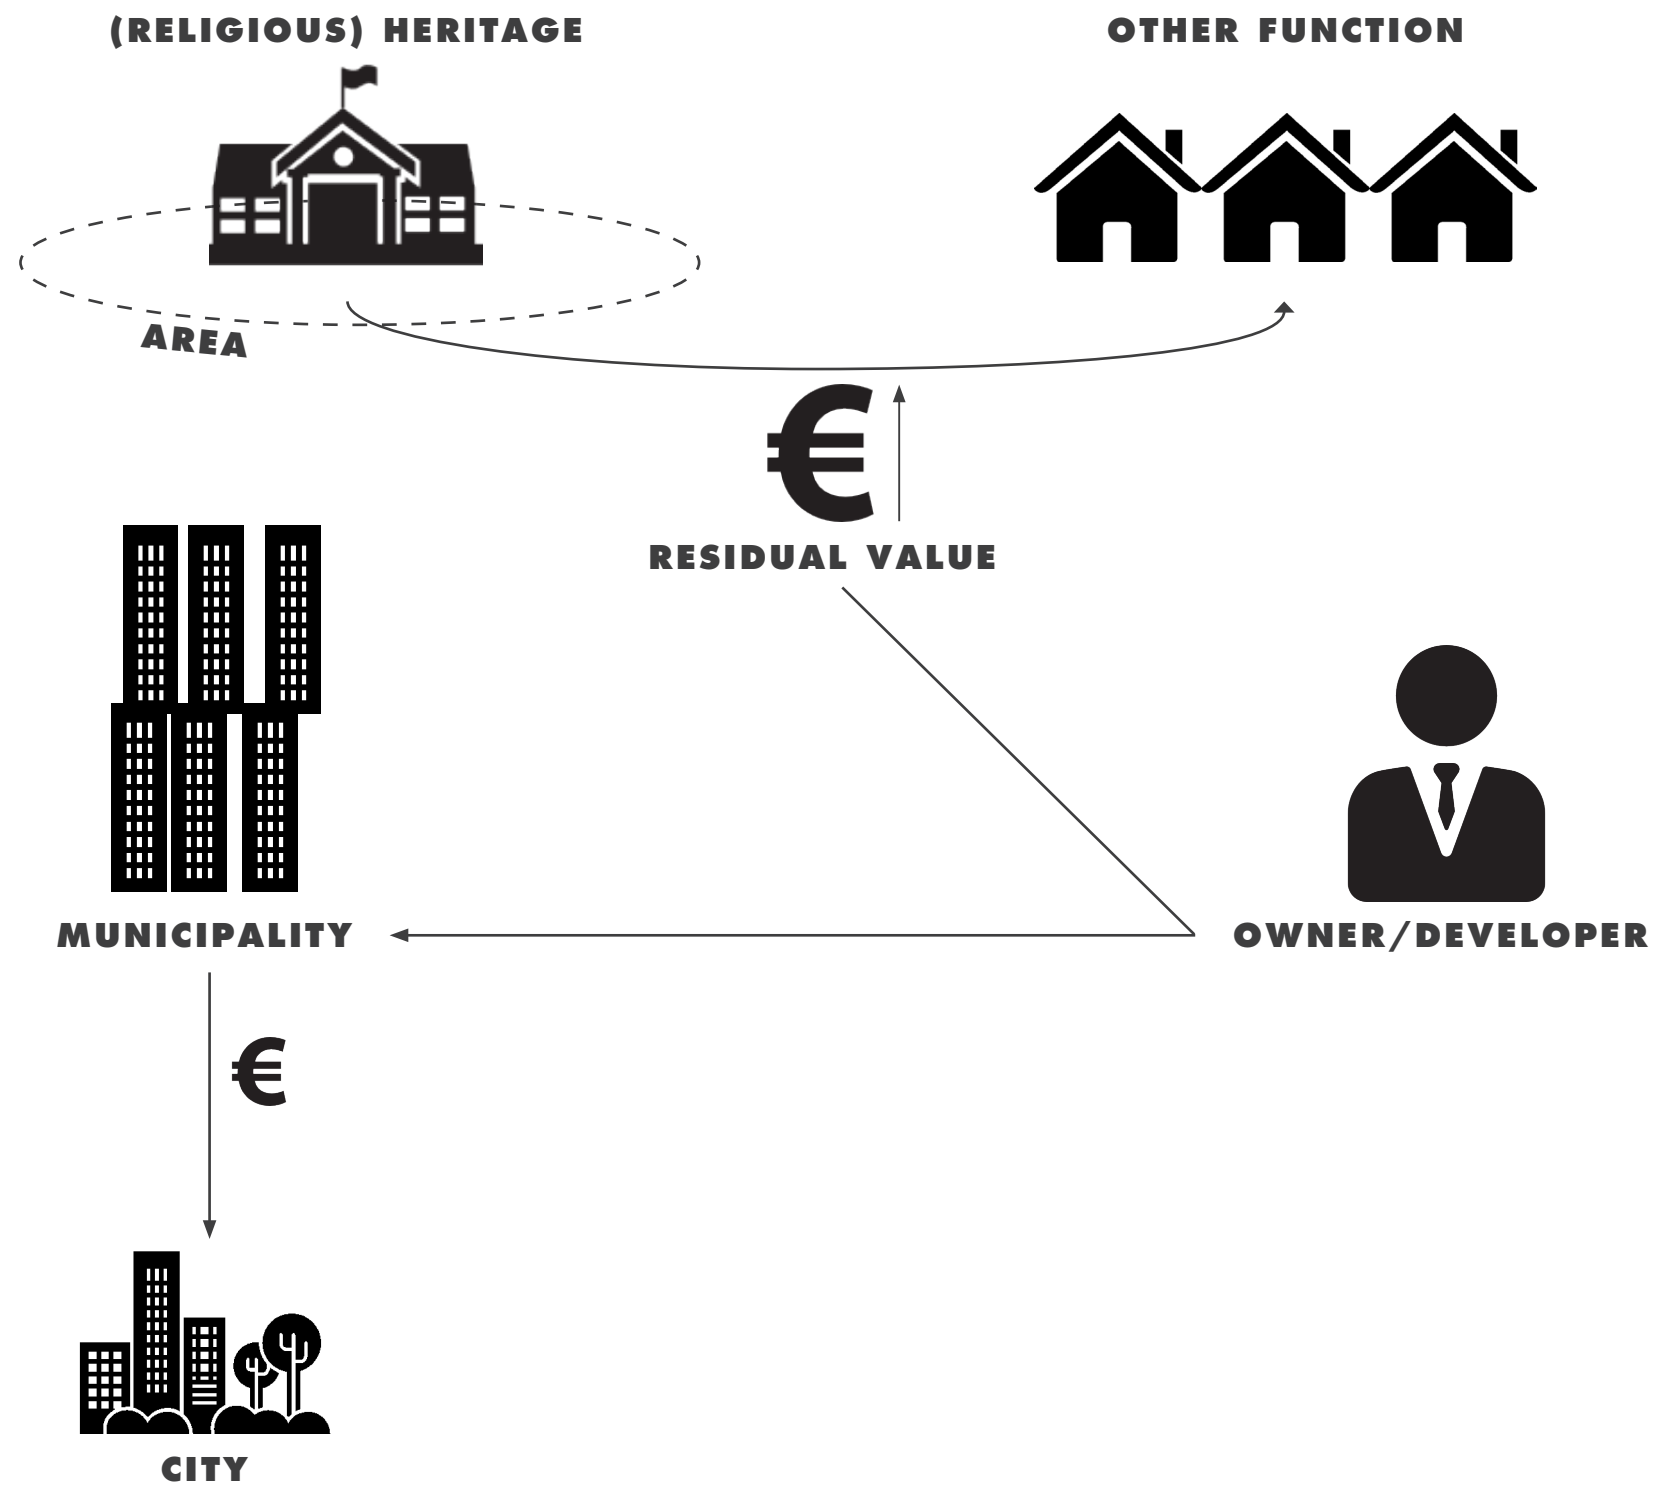 (RELIGIOUS) HERITAGE
OTHER FUNCTION
AREA
€
RESIDUAL VALUE
MUNICIPALITY
OWNER/DEVELOPER
€
CITY